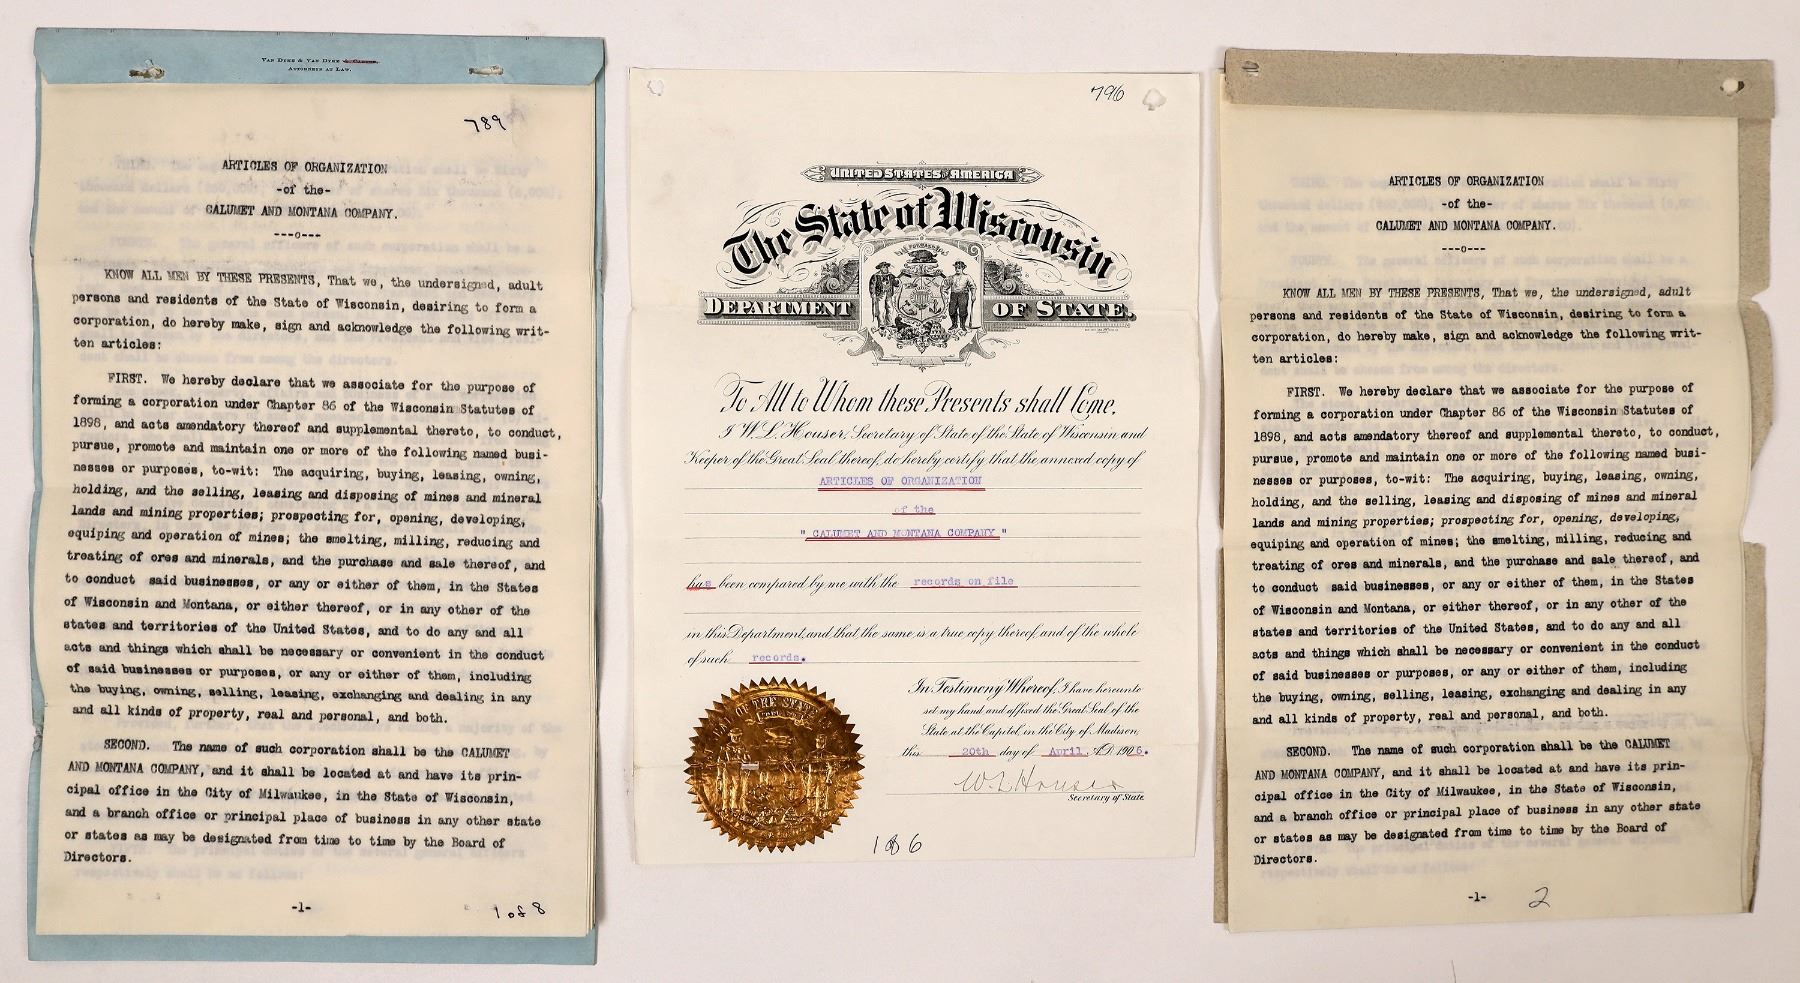 VAN DYKE & VAN DYKE
ATTORNEYS AT LAW.
789
ARTICLES OF ORGANIZATION
-of the-
CALUMET AND MONTANA COMPANY.
---o---
KNOW ALL MEN BY THESE PRESENTS, That we, the undersigned, adult
persons and residents of the State of Wisconsin, desiring to form a
corporation, do hereby make, sign and acknowledge the following writ-
ten articles:
FIRST. We hereby declare that we associate for the purpose of
forming a corporation under Chapter 86 of the Wisconsin Statutes of
1898, and acts amendatory thereof and supplemental thereto, to conduct,
pursue, promote and maintain one or more of the following named busi-
nesses or purposes, to-wit: The acquiring, buying, leasing, owning,
holding, and the selling, leasing and disposing of mines and mineral
lands and mining properties; prospecting for, opening, developing,
equiping and operation of mines; the smelting, milling, reducing and
treating of ores and minerals, and the purchase and sale thereof, and
to conduct said businesses, or any or either of them, in the States
of Wisconsin and Montana, or either thereof, or in any other of the
states and territories of the United States, and to do any and all
acts and things which shall be necessary or convenient in the conduct
of said businesses or purposes, or any or either of them, including
the buying, owning, selling, leasing, exchanging and dealing in any
and all kinds of property, real and personal, and both.
SECOND. The name of such corporation shall be the CALUMET
AND MONTANA COMPANY, and it shall be located at and have its prin-
cipal office in the City of Milwaukee, in the State of Wisconsin,
and a branch office or principal place of business in any other state
or states as may be designated from time to time by the Board of
Directors.
-1-
1 of 8
796
UNITED STATES OF AMERICA
The State of Wisconsin
FORWARD
DEPARTMENT OF STATE.
To All to Whom these Presents shall Come,
I W. L. Houser, Secretary of State of the State of Wisconsin and
Keeper of the Great Seal thereof, do hereby certify that the annexed copy of
ARTICLES OF ORGANIZATION
of the
" CALUMET AND MONTANA COMPANY "
has been compared by me with the records on file
in this Department, and that the same is a true copy thereof, and of the whole
of such records.
In Testimony Whereof, I have hereunto
set my hand and affixed the Great Seal of the
State at the Capitol, in the City of Madison,
this 20th day of April A.D. 1906.
W. L. Houser
Secretary of State
186
ARTICLES OF ORGANIZATION
-of the-
CALUMET AND MONTANA COMPANY.
---o---
KNOW ALL MEN BY THESE PRESENTS, That we, the undersigned, adult
persons and residents of the State of Wisconsin, desiring to form a
corporation, do hereby make, sign and acknowledge the following writ-
ten articles:
FIRST. We hereby declare that we associate for the purpose of
forming a corporation under Chapter 86 of the Wisconsin Statutes of
1898, and acts amendatory thereof and supplemental thereto, to conduct,
pursue, promote and maintain one or more of the following named busi-
nesses or purposes, to-wit: The acquiring, buying, leasing, owning,
holding, and the selling, leasing and disposing of mines and mineral
lands and mining properties; prospecting for, opening, developing,
equiping and operation of mines; the smelting, milling, reducing and
treating of ores and minerals, and the purchase and sale thereof, and
to conduct said businesses, or any or either of them, in the States
of Wisconsin and Montana, or either thereof, or in any other of the
states and territories of the United States, and to do any and all
acts and things which shall be necessary or convenient in the conduct
of said businesses or purposes, or any or either of them, including
the buying, owning, selling, leasing, exchanging and dealing in any
and all kinds of property, real and personal, and both.
SECOND. The name of such corporation shall be the CALUMET
AND MONTANA COMPANY, and it shall be located at and have its prin-
cipal office in the City of Milwaukee, in the State of Wisconsin,
and a branch office or principal place of business in any other state
or states as may be designated from time to time by the Board of
Directors.
-1-
2